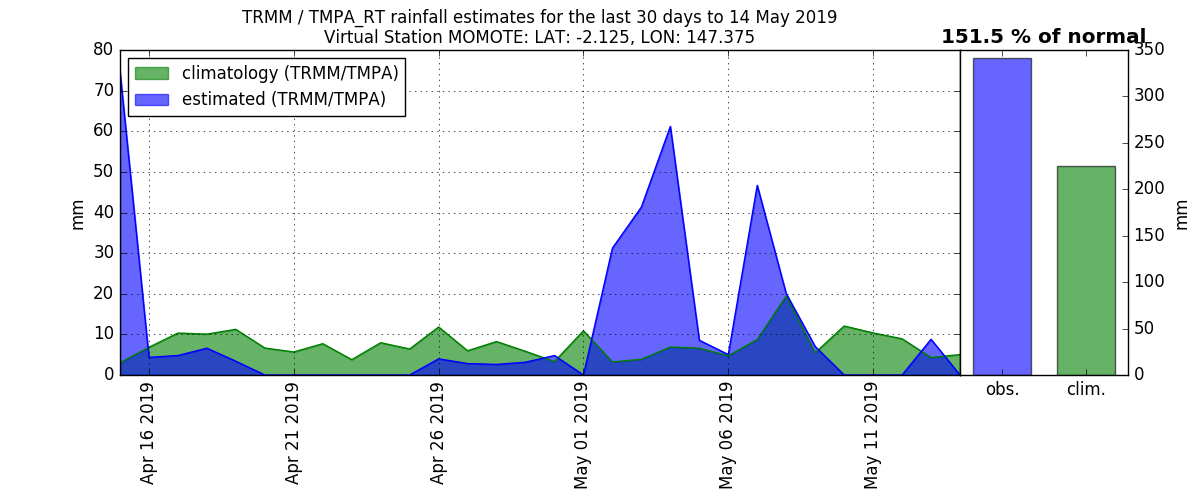 TRMM / TMPA_RT rainfall estimates for the last 30 days to 14 May 2019
Virtual Station MOMOTE: LAT: -2.125, LON: 147.375
151.5 % of normal
climatology (TRMM/TMPA)
estimated (TRMM/TMPA)
80
70
60
50
40
30
20
10
0
mm
Apr 16 2019
Apr 21 2019
Apr 26 2019
May 01 2019
May 06 2019
May 11 2019
obs.
clim.
350
300
250
200
150
100
50
0
mm